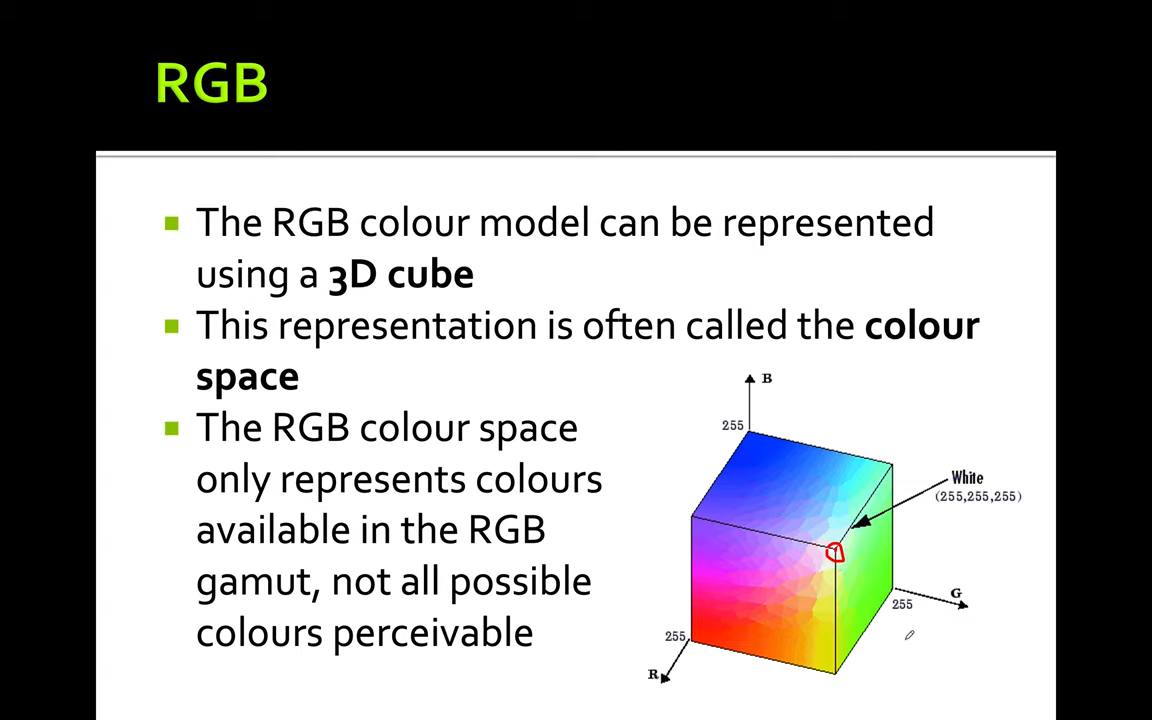 RGB
The RGB colour model can be represented
using a 3D cube
This representation is often called the colour
space
The RGB colour space
only represents colours
available in the RGB
gamut, not all possible
colours perceivable
B
255
White
(255,255,255)
G
255
255
R